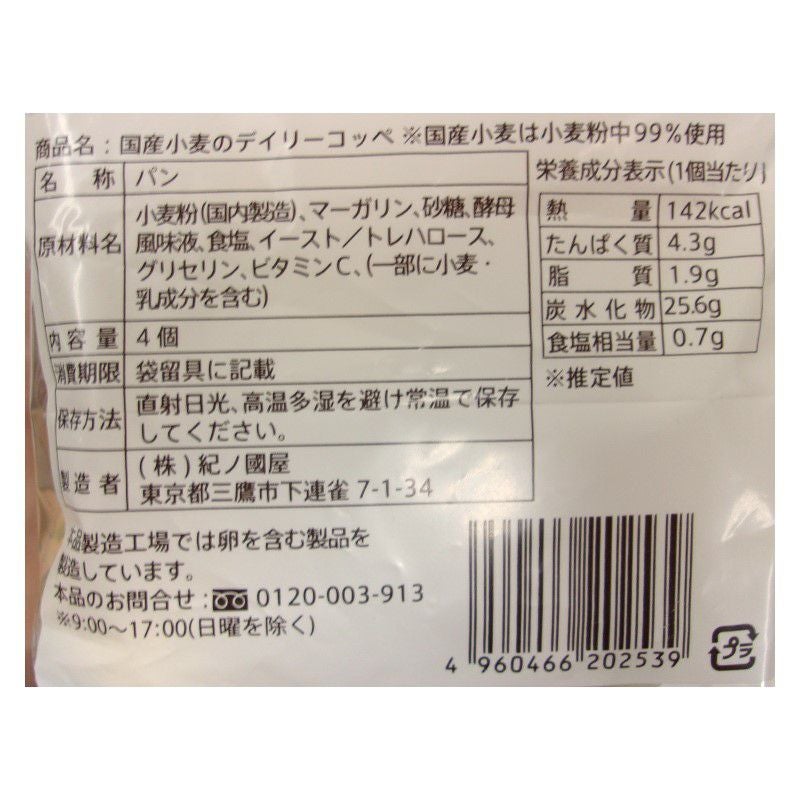 商品名:国産小麦のデイリーコッペ ※国産小麦は小麦粉中99%使用
名称 パン
原材料名 小麦粉(国内製造)、マーガリン、砂糖、酵母
風味液、食塩、イースト/トレハロース、
グリセリン、ビタミンC、(一部に小麦・
乳成分を含む)
内容量 4個
消費期限 袋留具に記載
保存方法 直射日光、高温多湿を避け常温で保存
してください。
製造者 (株)紀ノ國屋
東京都三鷹市下連雀 7-1-34
栄養成分表示(1個当たり)
熱量 142kcal
たんぱく質 4.3g
脂質 1.9g
炭水化物 25.6g
食塩相当量 0.7g
※推定値
本品製造工場では卵を含む製品を
製造しています。
本品のお問合せ: 0120-003-913
※9:00〜17:00(日曜を除く)
4 960466 202539
プラ